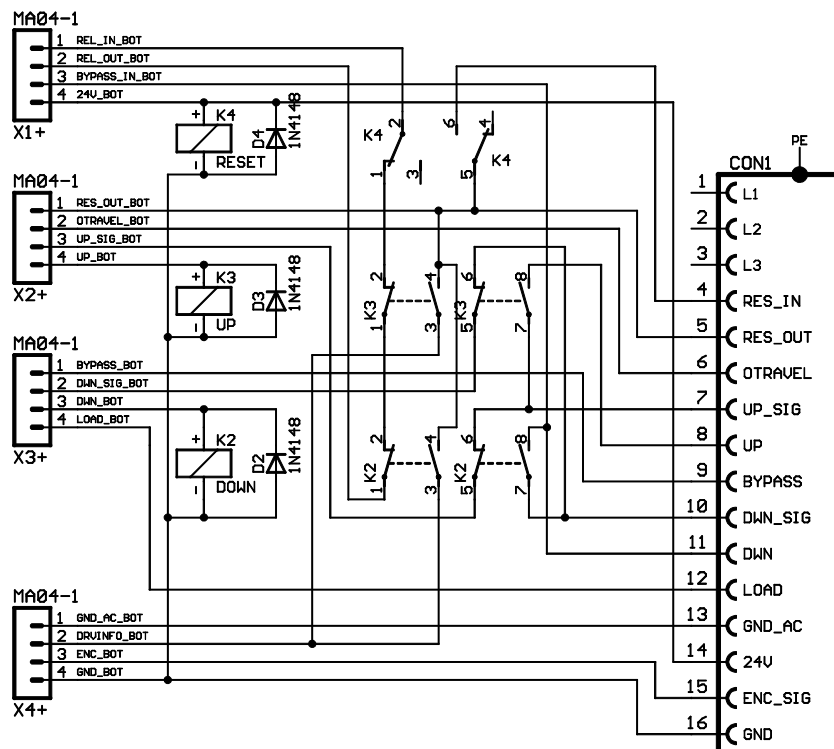 MA04-1
1 REL_IN_BOT
2 REL_OUT_BOT
3 BYPASS_IN_BOT
4 24V_BOT
X1+
+ K4
- RESET
D4
1N4148
K4
2
1
3
6
4
5
K4
PE
CON1
MA04-1
1 RES_OUT_BOT
2 OTRAVEL_BOT
3 UP_SIG_BOT
4 UP_BOT
X2+
+ K3
- UP
D3
1N4148
K3
2
1
4
3
K3
6
5
8
7
MA04-1
1 BYPASS_BOT
2 DWN_SIG_BOT
3 DWN_BOT
4 LOAD_BOT
X3+
+ K2
- DOWN
D2
1N4148
K2
2
1
4
3
K2
6
5
8
7
MA04-1
1 GND_AC_BOT
2 DRVINFO_BOT
3 ENC_BOT
4 GND_BOT
X4+
1 L1
2 L2
3 L3
4 RES_IN
5 RES_OUT
6 OTRAVEL
7 UP_SIG
8 UP
9 BYPASS
10 DWN_SIG
11 DWN
12 LOAD
13 GND_AC
14 24V
15 ENC_SIG
16 GND